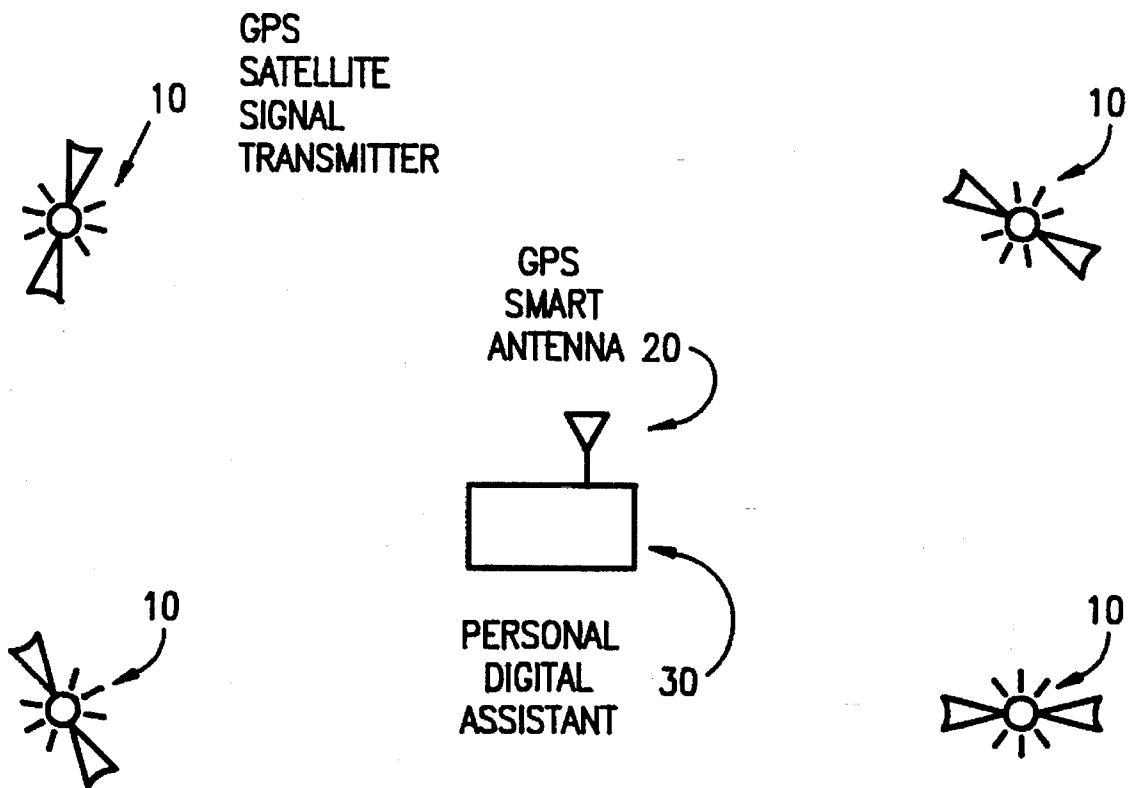 GPS
SATELLITE
SIGNAL
TRANSMITTER
10
10
GPS
SMART
ANTENNA 20
10
PERSONAL
DIGITAL
ASSISTANT
30
10